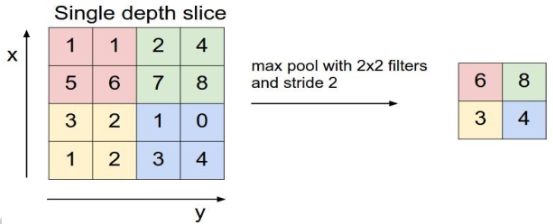 Single depth slice
x
1 1 2 4
5 6 7 8
3 2 1 0
1 2 3 4
y
max pool with 2x2 filters
and stride 2
6 8
3 4